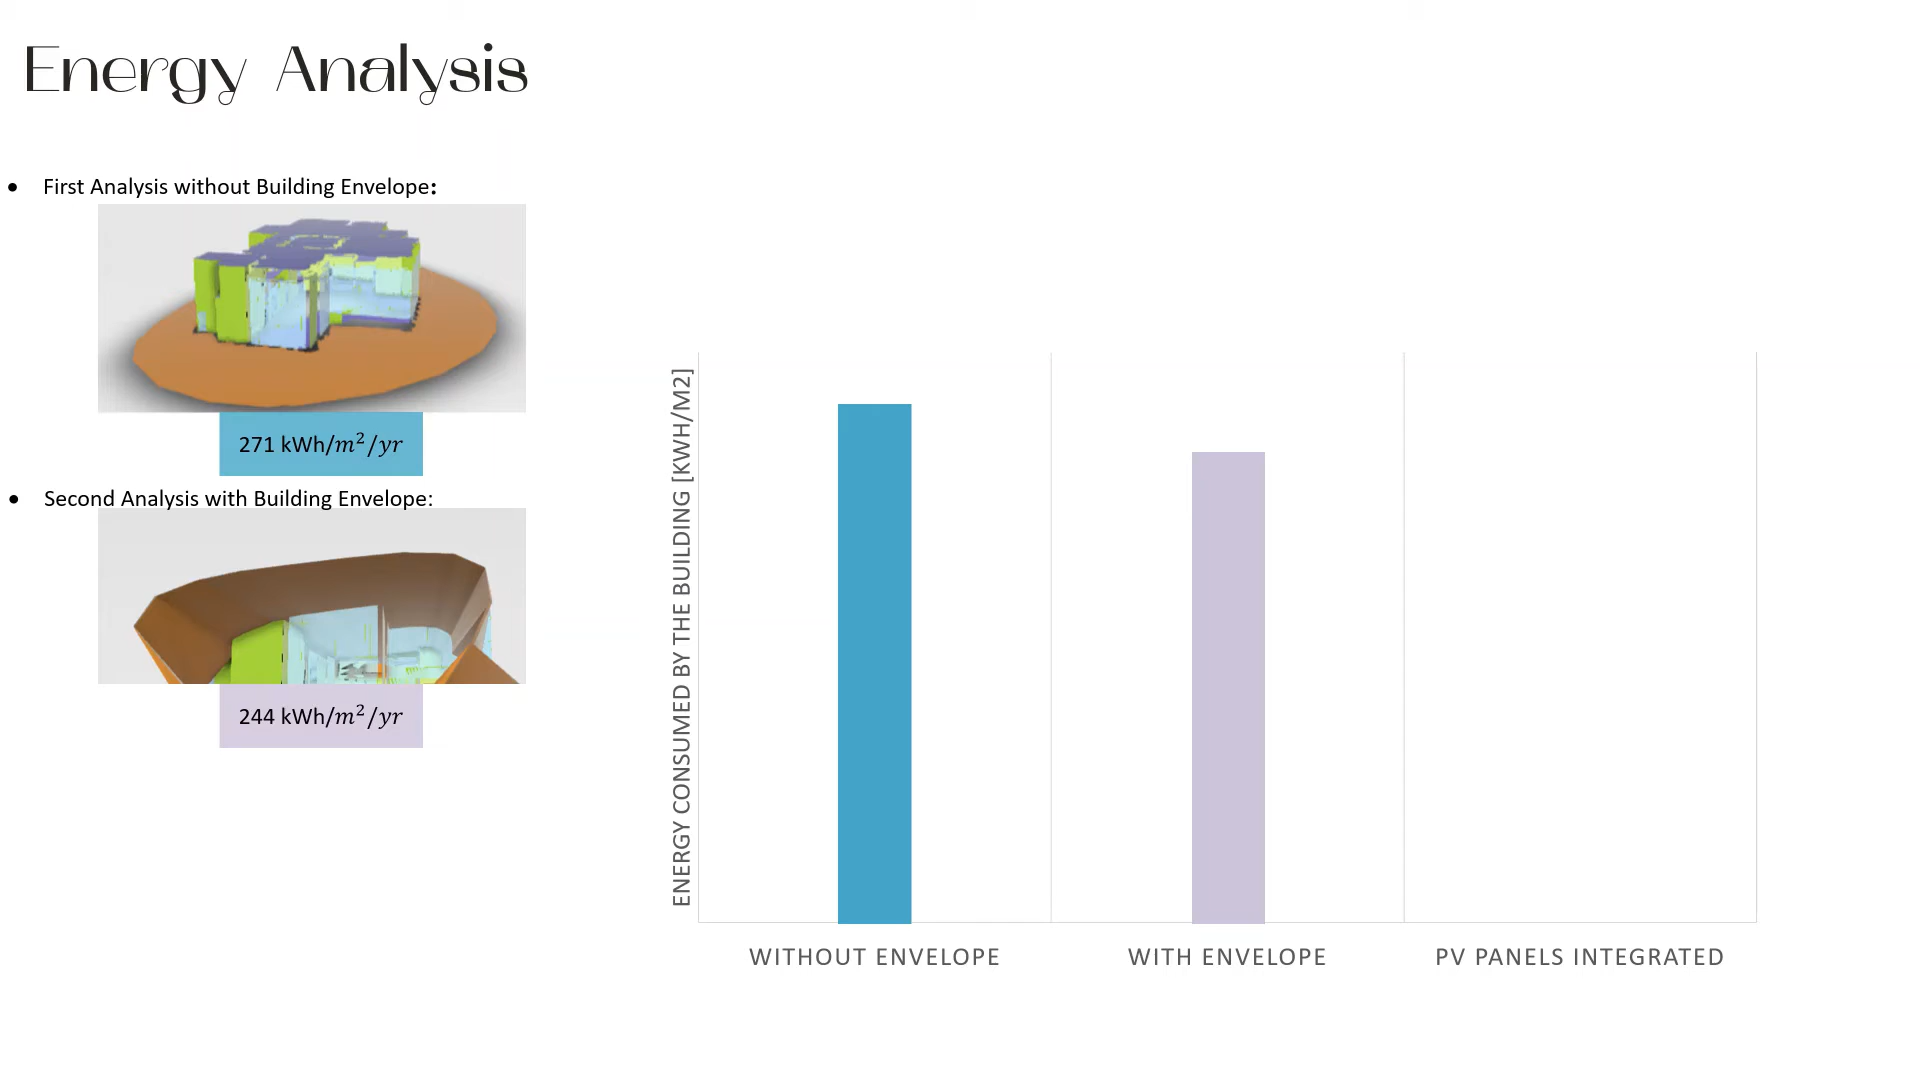 Energy Analysis
• First Analysis without Building Envelope:
271 kWh/m²/yr
• Second Analysis with Building Envelope:
244 kWh/m²/yr
ENERGY CONSUMED BY THE BUILDING [KWH/M2]
WITHOUT ENVELOPE
WITH ENVELOPE
PV PANELS INTEGRATED